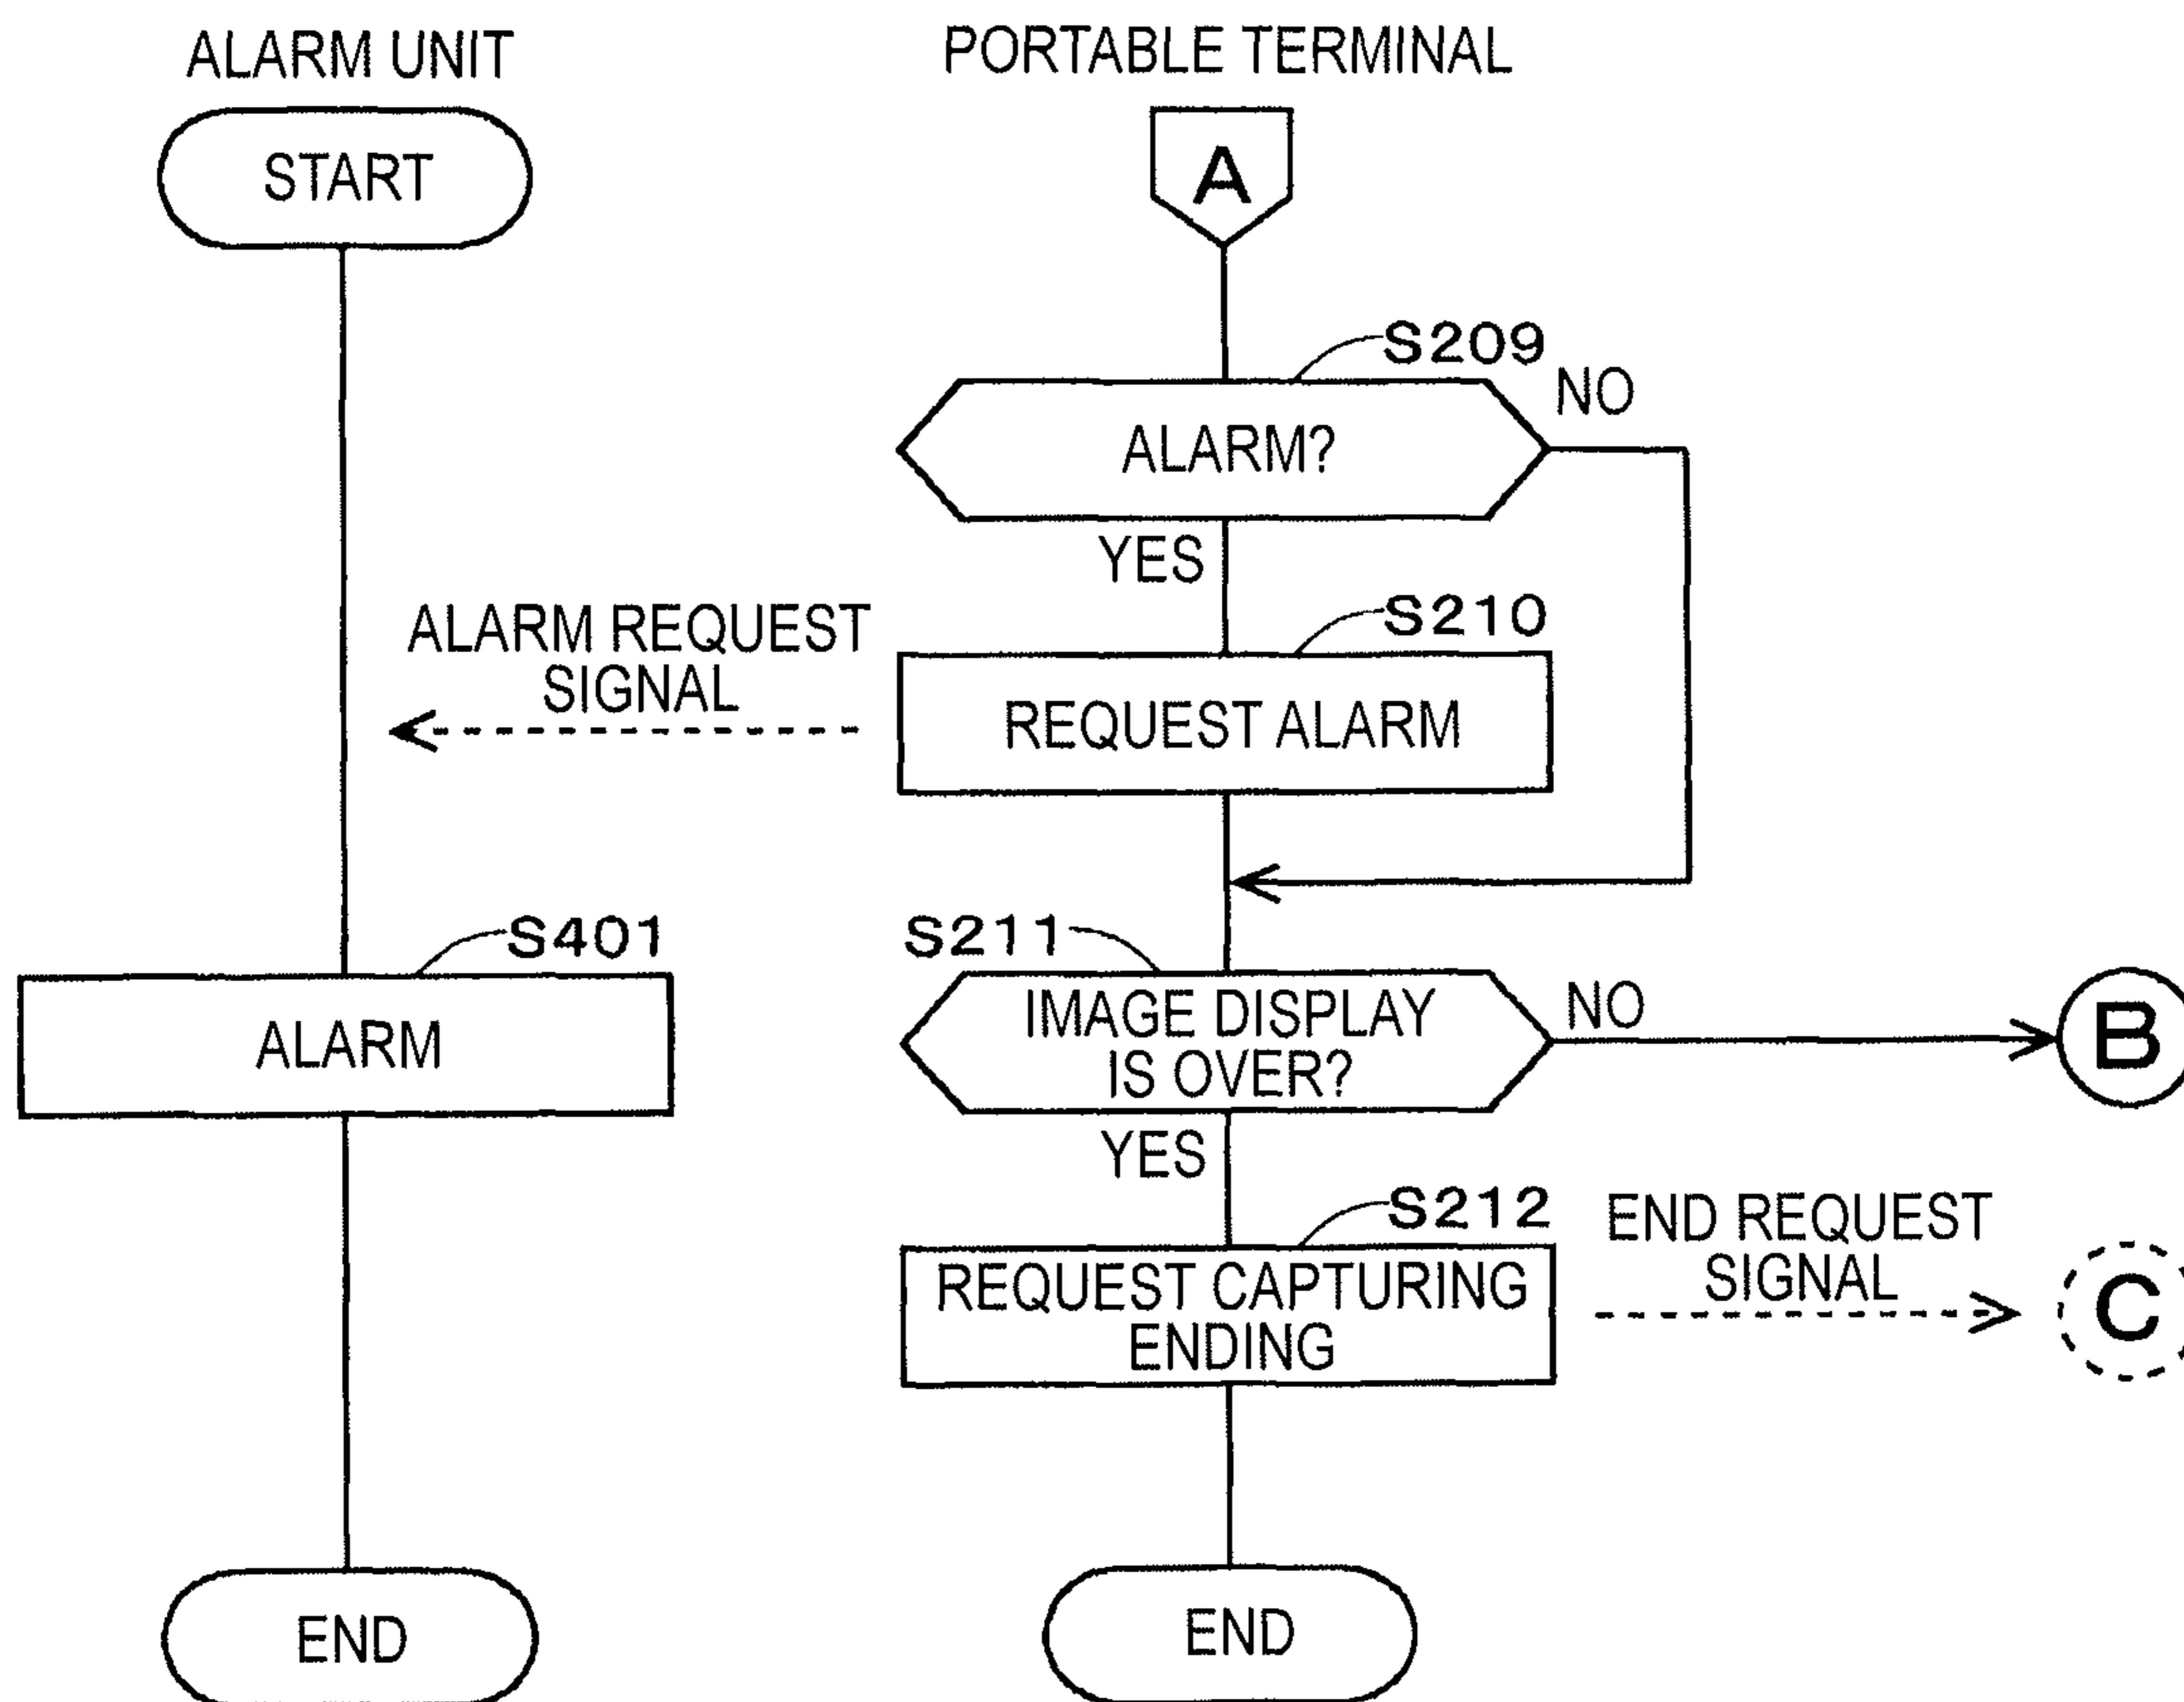 ALARM UNIT
START
ALARM REQUEST
SIGNAL
S401
ALARM
END
PORTABLE TERMINAL
A
S209
ALARM?
NO
YES
S210
REQUEST ALARM
S211
IMAGE DISPLAY
IS OVER?
NO
B
YES
S212
REQUEST CAPTURING
ENDING
END REQUEST
SIGNAL
C
END